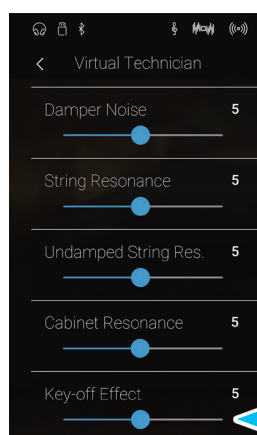 Virtual Technician
Damper Noise 5
String Resonance 5
Undamped String Res. 5
Cabinet Resonance 5
Key-off Effect 5